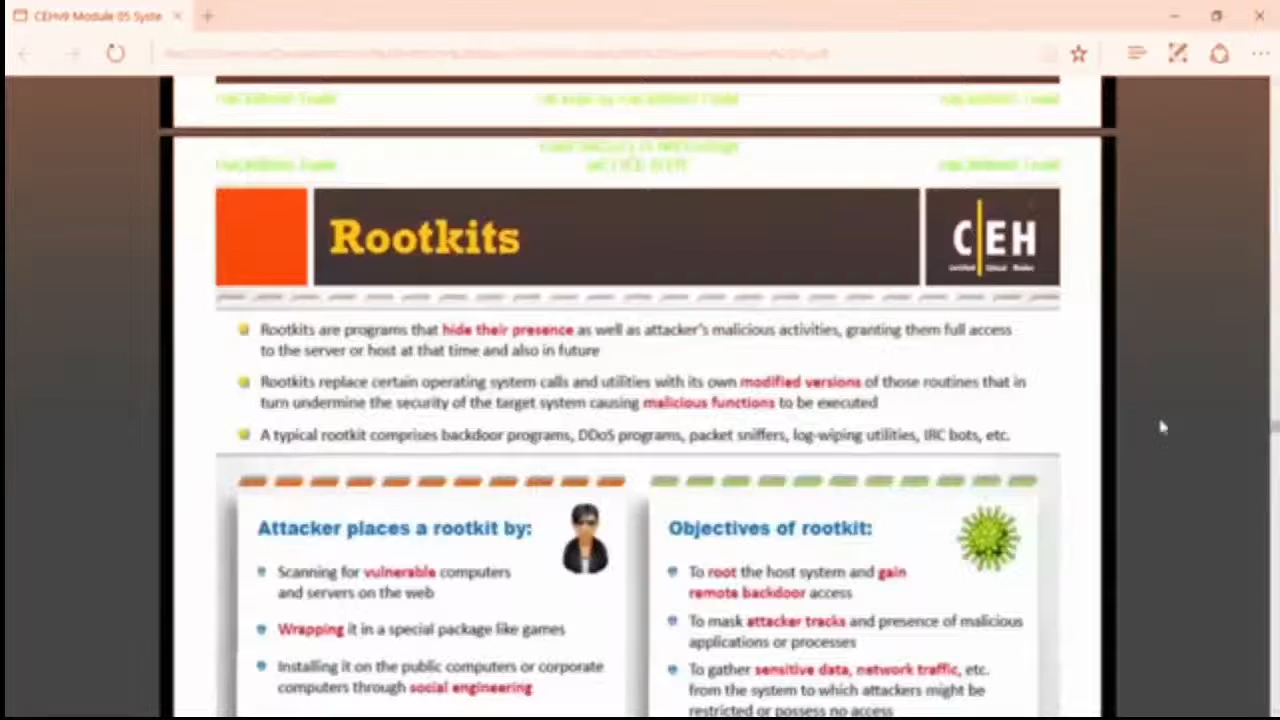 CEHv9 Module 05 Syste
Rootkits
CEH
Rootkits are programs that hide their presence as well as attacker's malicious activities, granting them full access
to the server or host at that time and also in future
Rootkits replace certain operating system calls and utilities with its own modified versions of those routines that in
turn undermine the security of the target system causing malicious functions to be executed
A typical rootkit comprises backdoor programs, DDoS programs, packet sniffers, log-wiping utilities, IRC bots, etc.
Attacker places a rootkit by:
Scanning for vulnerable computers
and servers on the web
Wrapping it in a special package like games
Installing it on the public computers or corporate
computers through social engineering
Objectives of rootkit:
To root the host system and gain
remote backdoor access
To mask attacker tracks and presence of malicious
applications or processes
To gather sensitive data, network traffic, etc.
from the system to which attackers might be
restricted or possess no access